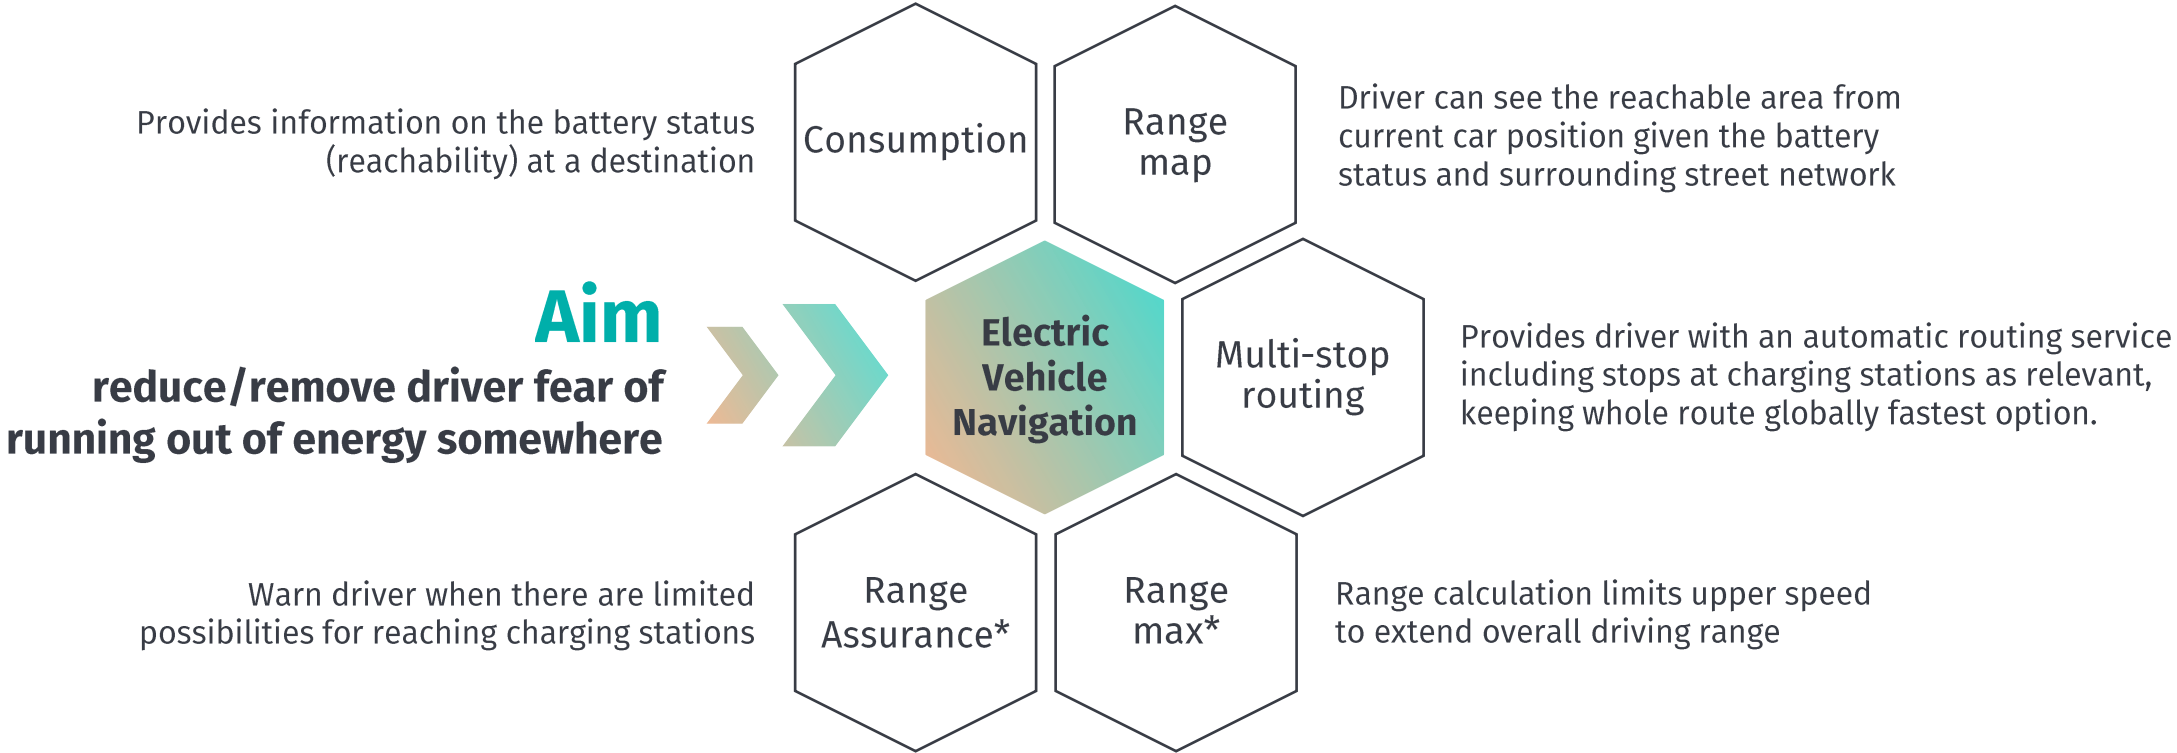 Provides information on the battery status
(reachability) at a destination
Consumption
Range
map
Driver can see the reachable area from
current car position given the battery
status and surrounding street network
Aim
reduce/remove driver fear of
running out of energy somewhere
Electric
Vehicle
Navigation
Multi-stop
routing
Provides driver with an automatic routing service
including stops at charging stations as relevant,
keeping whole route globally fastest option.
Warn driver when there are limited
possibilities for reaching charging stations
Range
Assurance*
Range
max*
Range calculation limits upper speed
to extend overall driving range